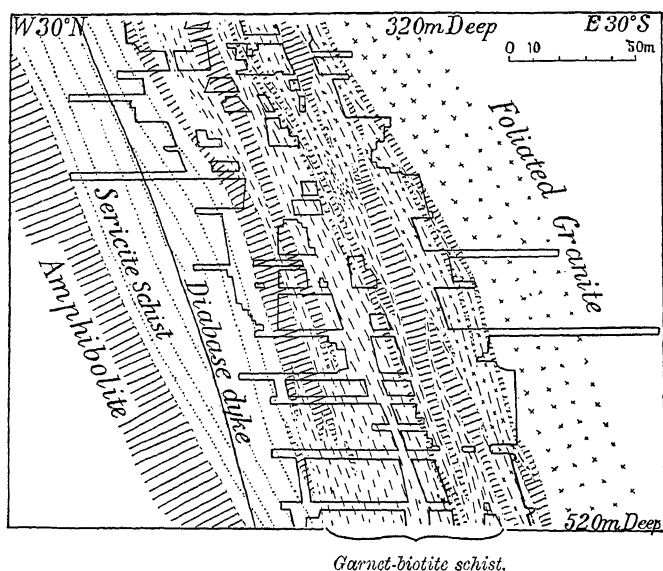 W30°N 320m Deep E30°S
0 10 50m
Foliated Granite
Sericite Schist
Amphibolite
Diabase dyke
520m Deep
Garnet-biotite schist.